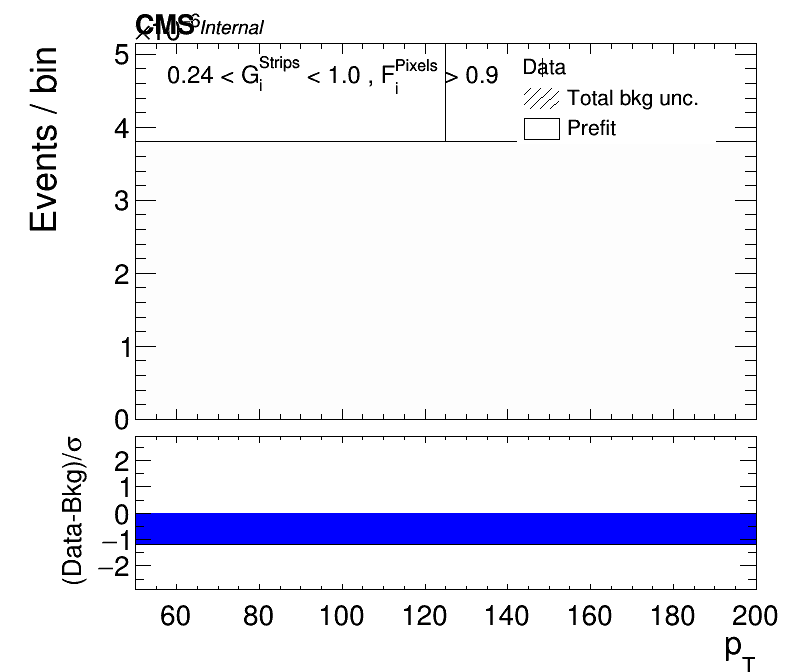 CMS Internal
×10⁻⁶
Events / bin
0.24 < G_i^Strips < 1.0 , F_i^Pixels > 0.9
Data
Total bkg unc.
Prefit
5
4
3
2
1
0
(Data-Bkg)/σ
2
1
0
−1
−2
60 80 100 120 140 160 180 200
p_T